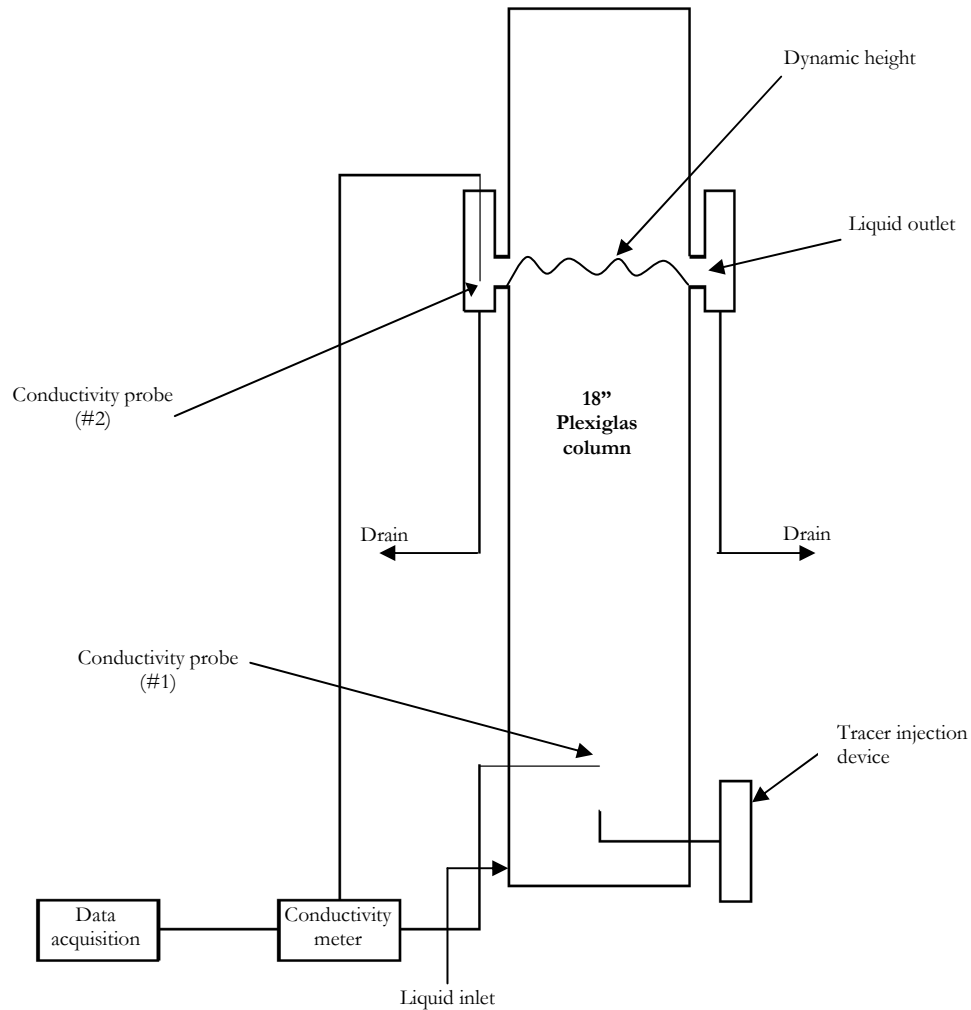 Dynamic height
Liquid outlet
Conductivity probe
(#2)
18”
Plexiglas
column
Drain
Drain
Conductivity probe
(#1)
Tracer injection
device
Data
acquisition
Conductivity
meter
Liquid inlet